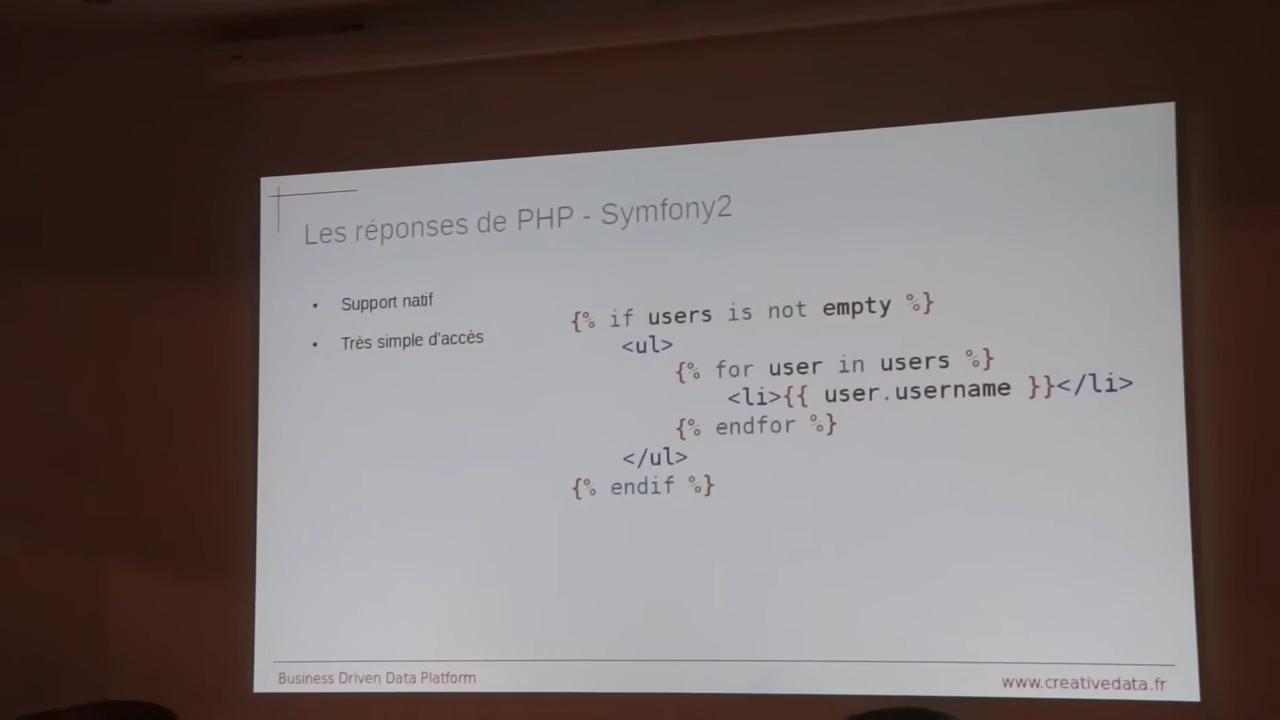 Les réponses de PHP - Symfony2
• Support natif
• Très simple d'accès
{% if users is not empty %}
<ul>
{% for user in users %}
<li>{{ user.username }}</li>
{% endfor %}
</ul>
{% endif %}
Business Driven Data Platform
www.creativedata.fr